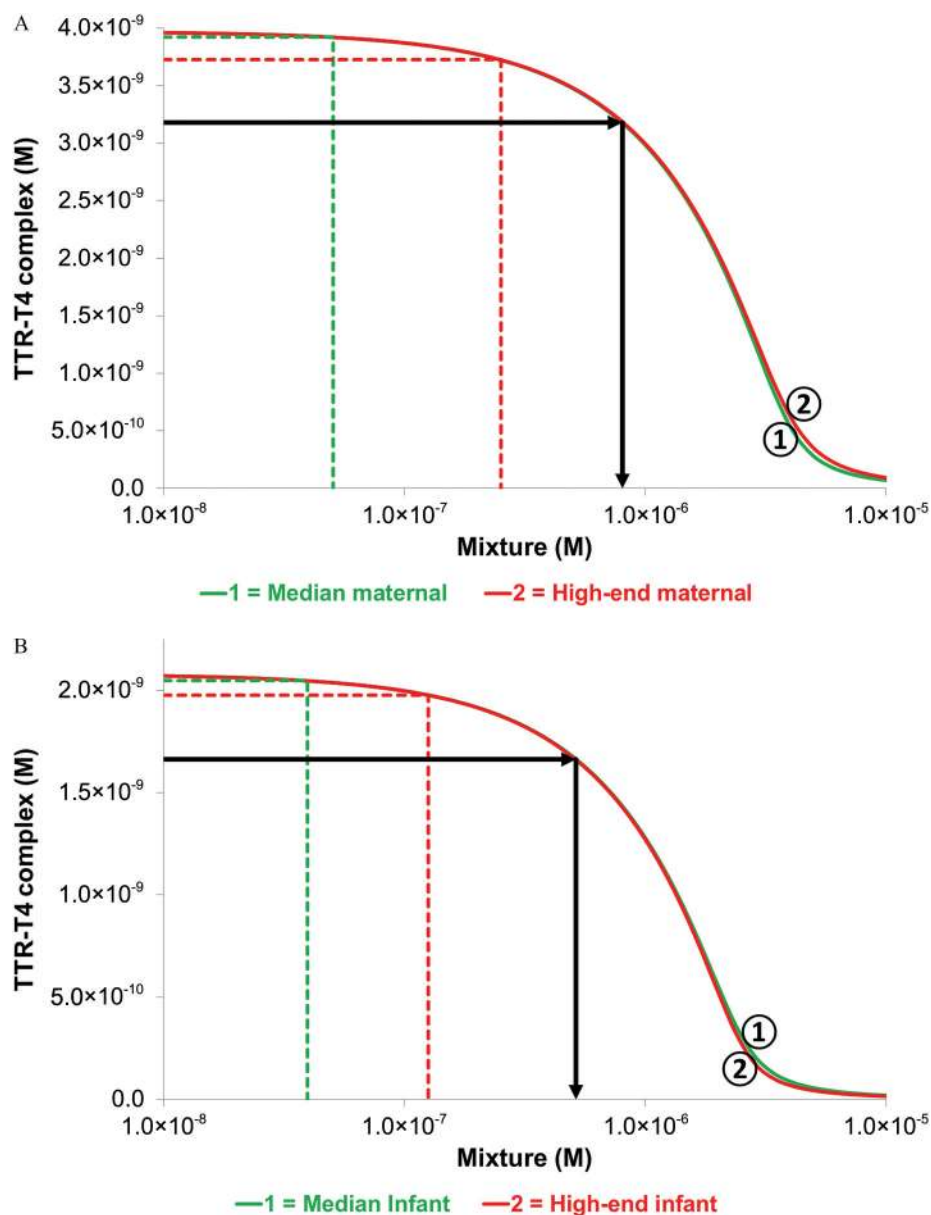 A
4.0×10⁻⁹
3.5×10⁻⁹
3.0×10⁻⁹
2.5×10⁻⁹
2.0×10⁻⁹
1.5×10⁻⁹
1.0×10⁻⁹
5.0×10⁻¹⁰
0.0
TTR-T4 complex (M)
2
1
1.0×10⁻⁸ 1.0×10⁻⁷ 1.0×10⁻⁶ 1.0×10⁻⁵
Mixture (M)
1 = Median maternal 2 = High-end maternal
B
2.0×10⁻⁹
1.5×10⁻⁹
1.0×10⁻⁹
5.0×10⁻¹⁰
0.0
TTR-T4 complex (M)
1
2
1.0×10⁻⁸ 1.0×10⁻⁷ 1.0×10⁻⁶ 1.0×10⁻⁵
Mixture (M)
1 = Median Infant 2 = High-end infant